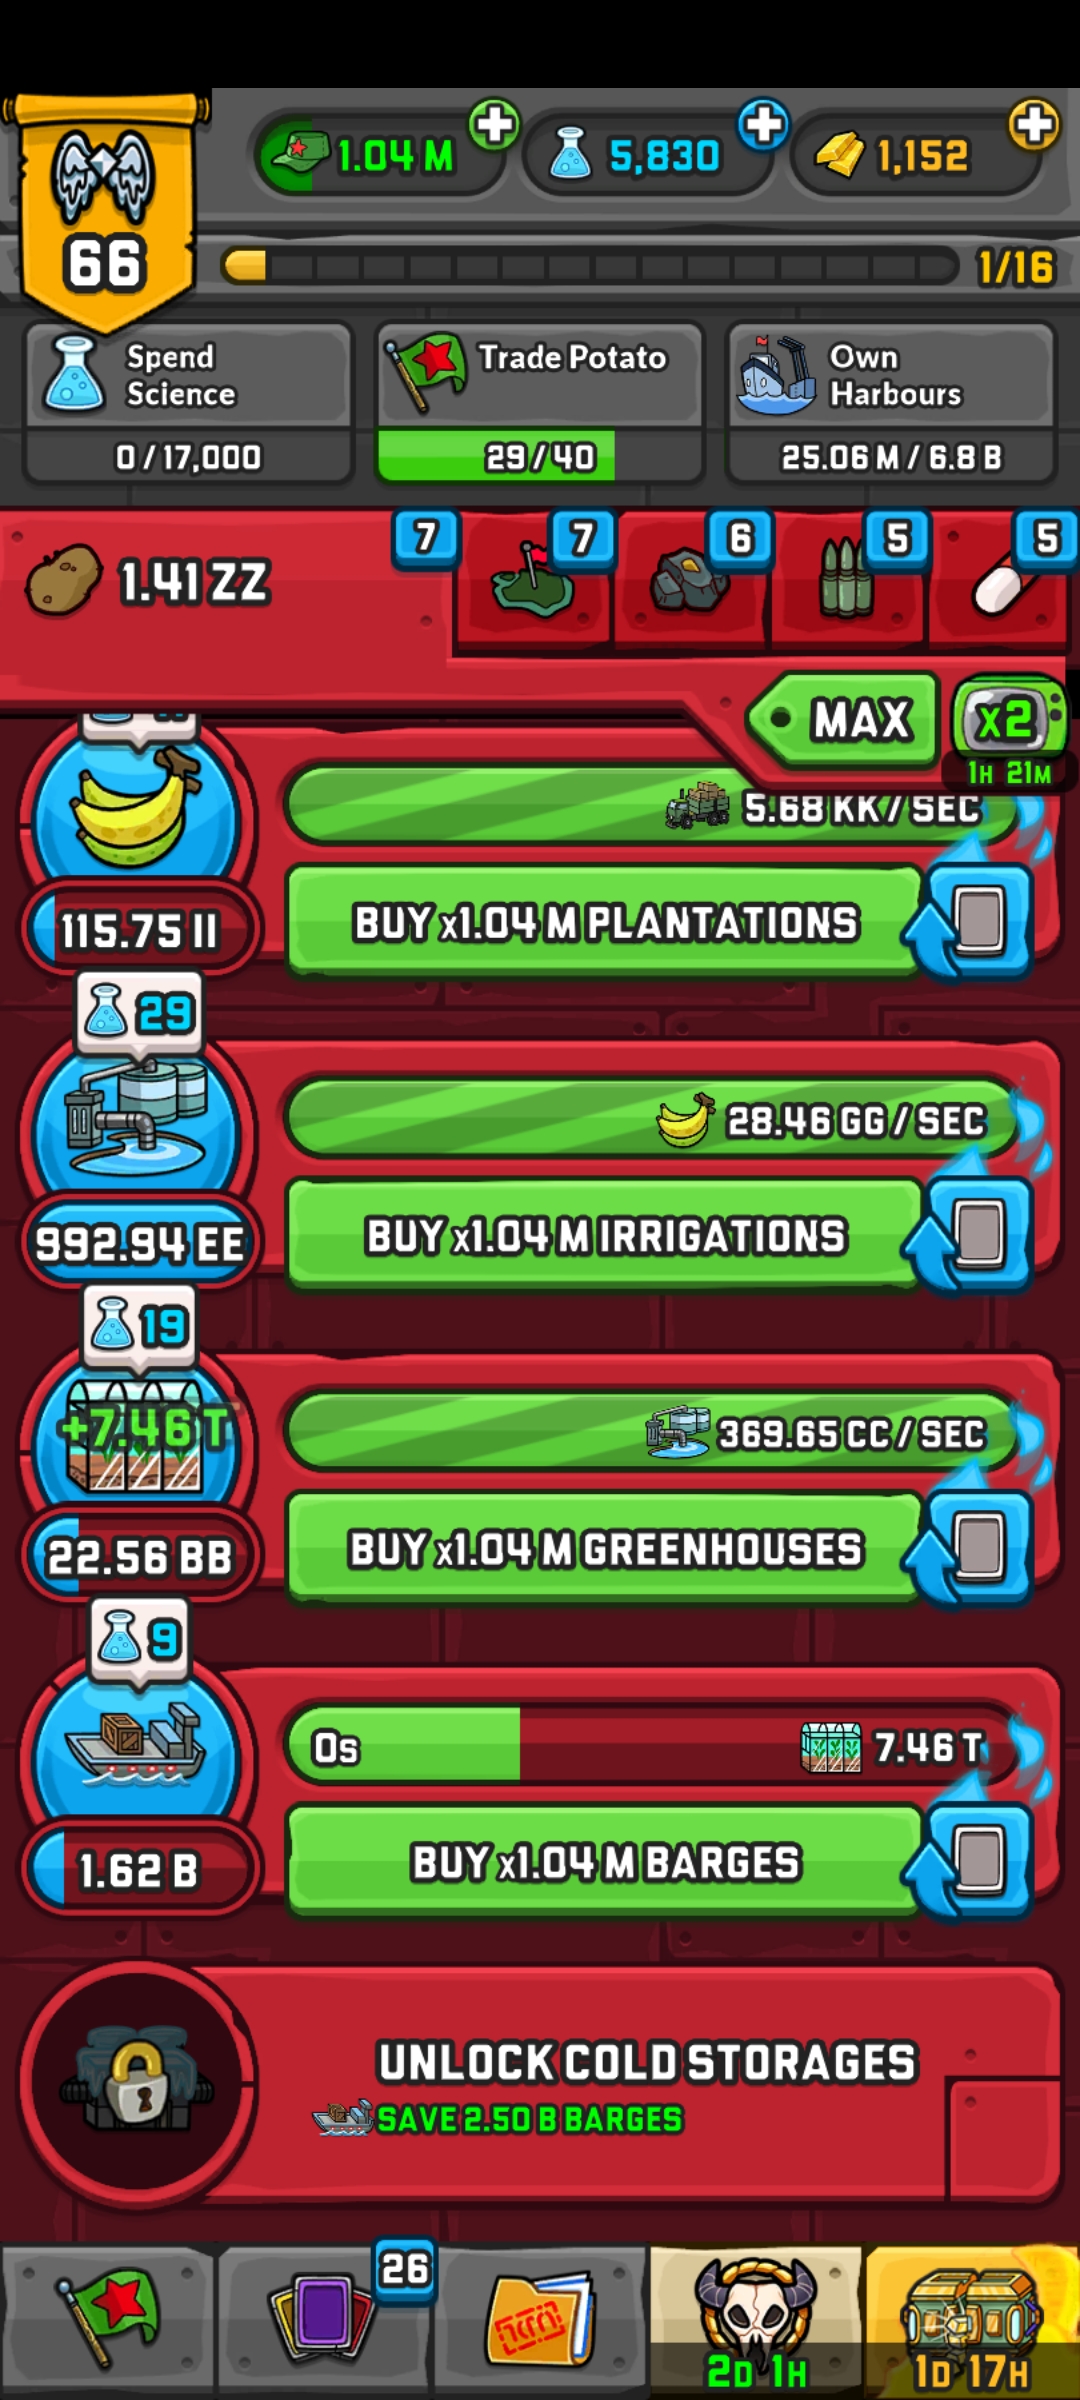 1.04 M
5,830
1,152
66
1/16
Spend
Science
0 / 17,000
Trade Potato
29 / 40
Own
Harbours
25.06 M / 6.8 B
1.41 ZZ
7
7
6
5
5
MAX
x2
1H 21M
5.68 KK / SEC
BUY x1.04 M PLANTATIONS
115.75 II
29
28.46 GG / SEC
BUY x1.04 M IRRIGATIONS
992.94 EE
19
+7.46 T
369.65 CC / SEC
BUY x1.04 M GREENHOUSES
22.56 BB
9
0s
7.46 T
BUY x1.04 M BARGES
1.62 B
UNLOCK COLD STORAGES
SAVE 2.50 B BARGES
26
2D 1H
1D 17H